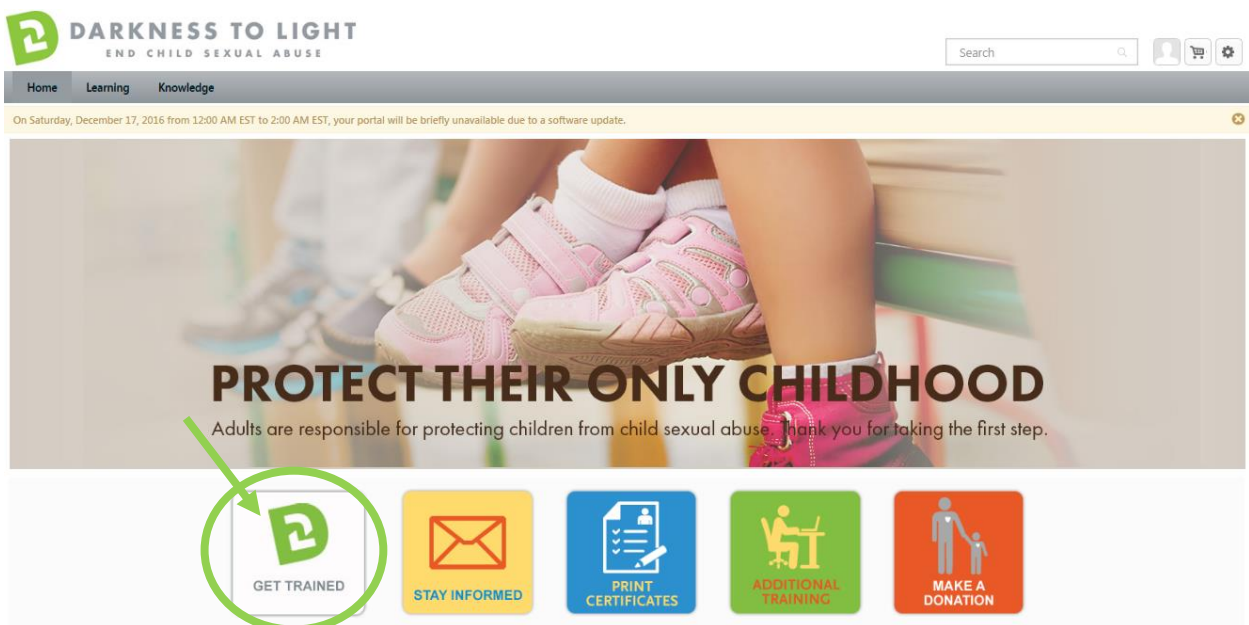 DARKNESS TO LIGHT
END CHILD SEXUAL ABUSE
Search
Home Learning Knowledge
On Saturday, December 17, 2016 from 12:00 AM EST to 2:00 AM EST, your portal will be briefly unavailable due to a software update.
PROTECT THEIR ONLY CHILDHOOD
Adults are responsible for protecting children from child sexual abuse. Thank you for taking the first step.
GET TRAINED
STAY INFORMED
PRINT
CERTIFICATES
ADDITIONAL
TRAINING
MAKE A
DONATION